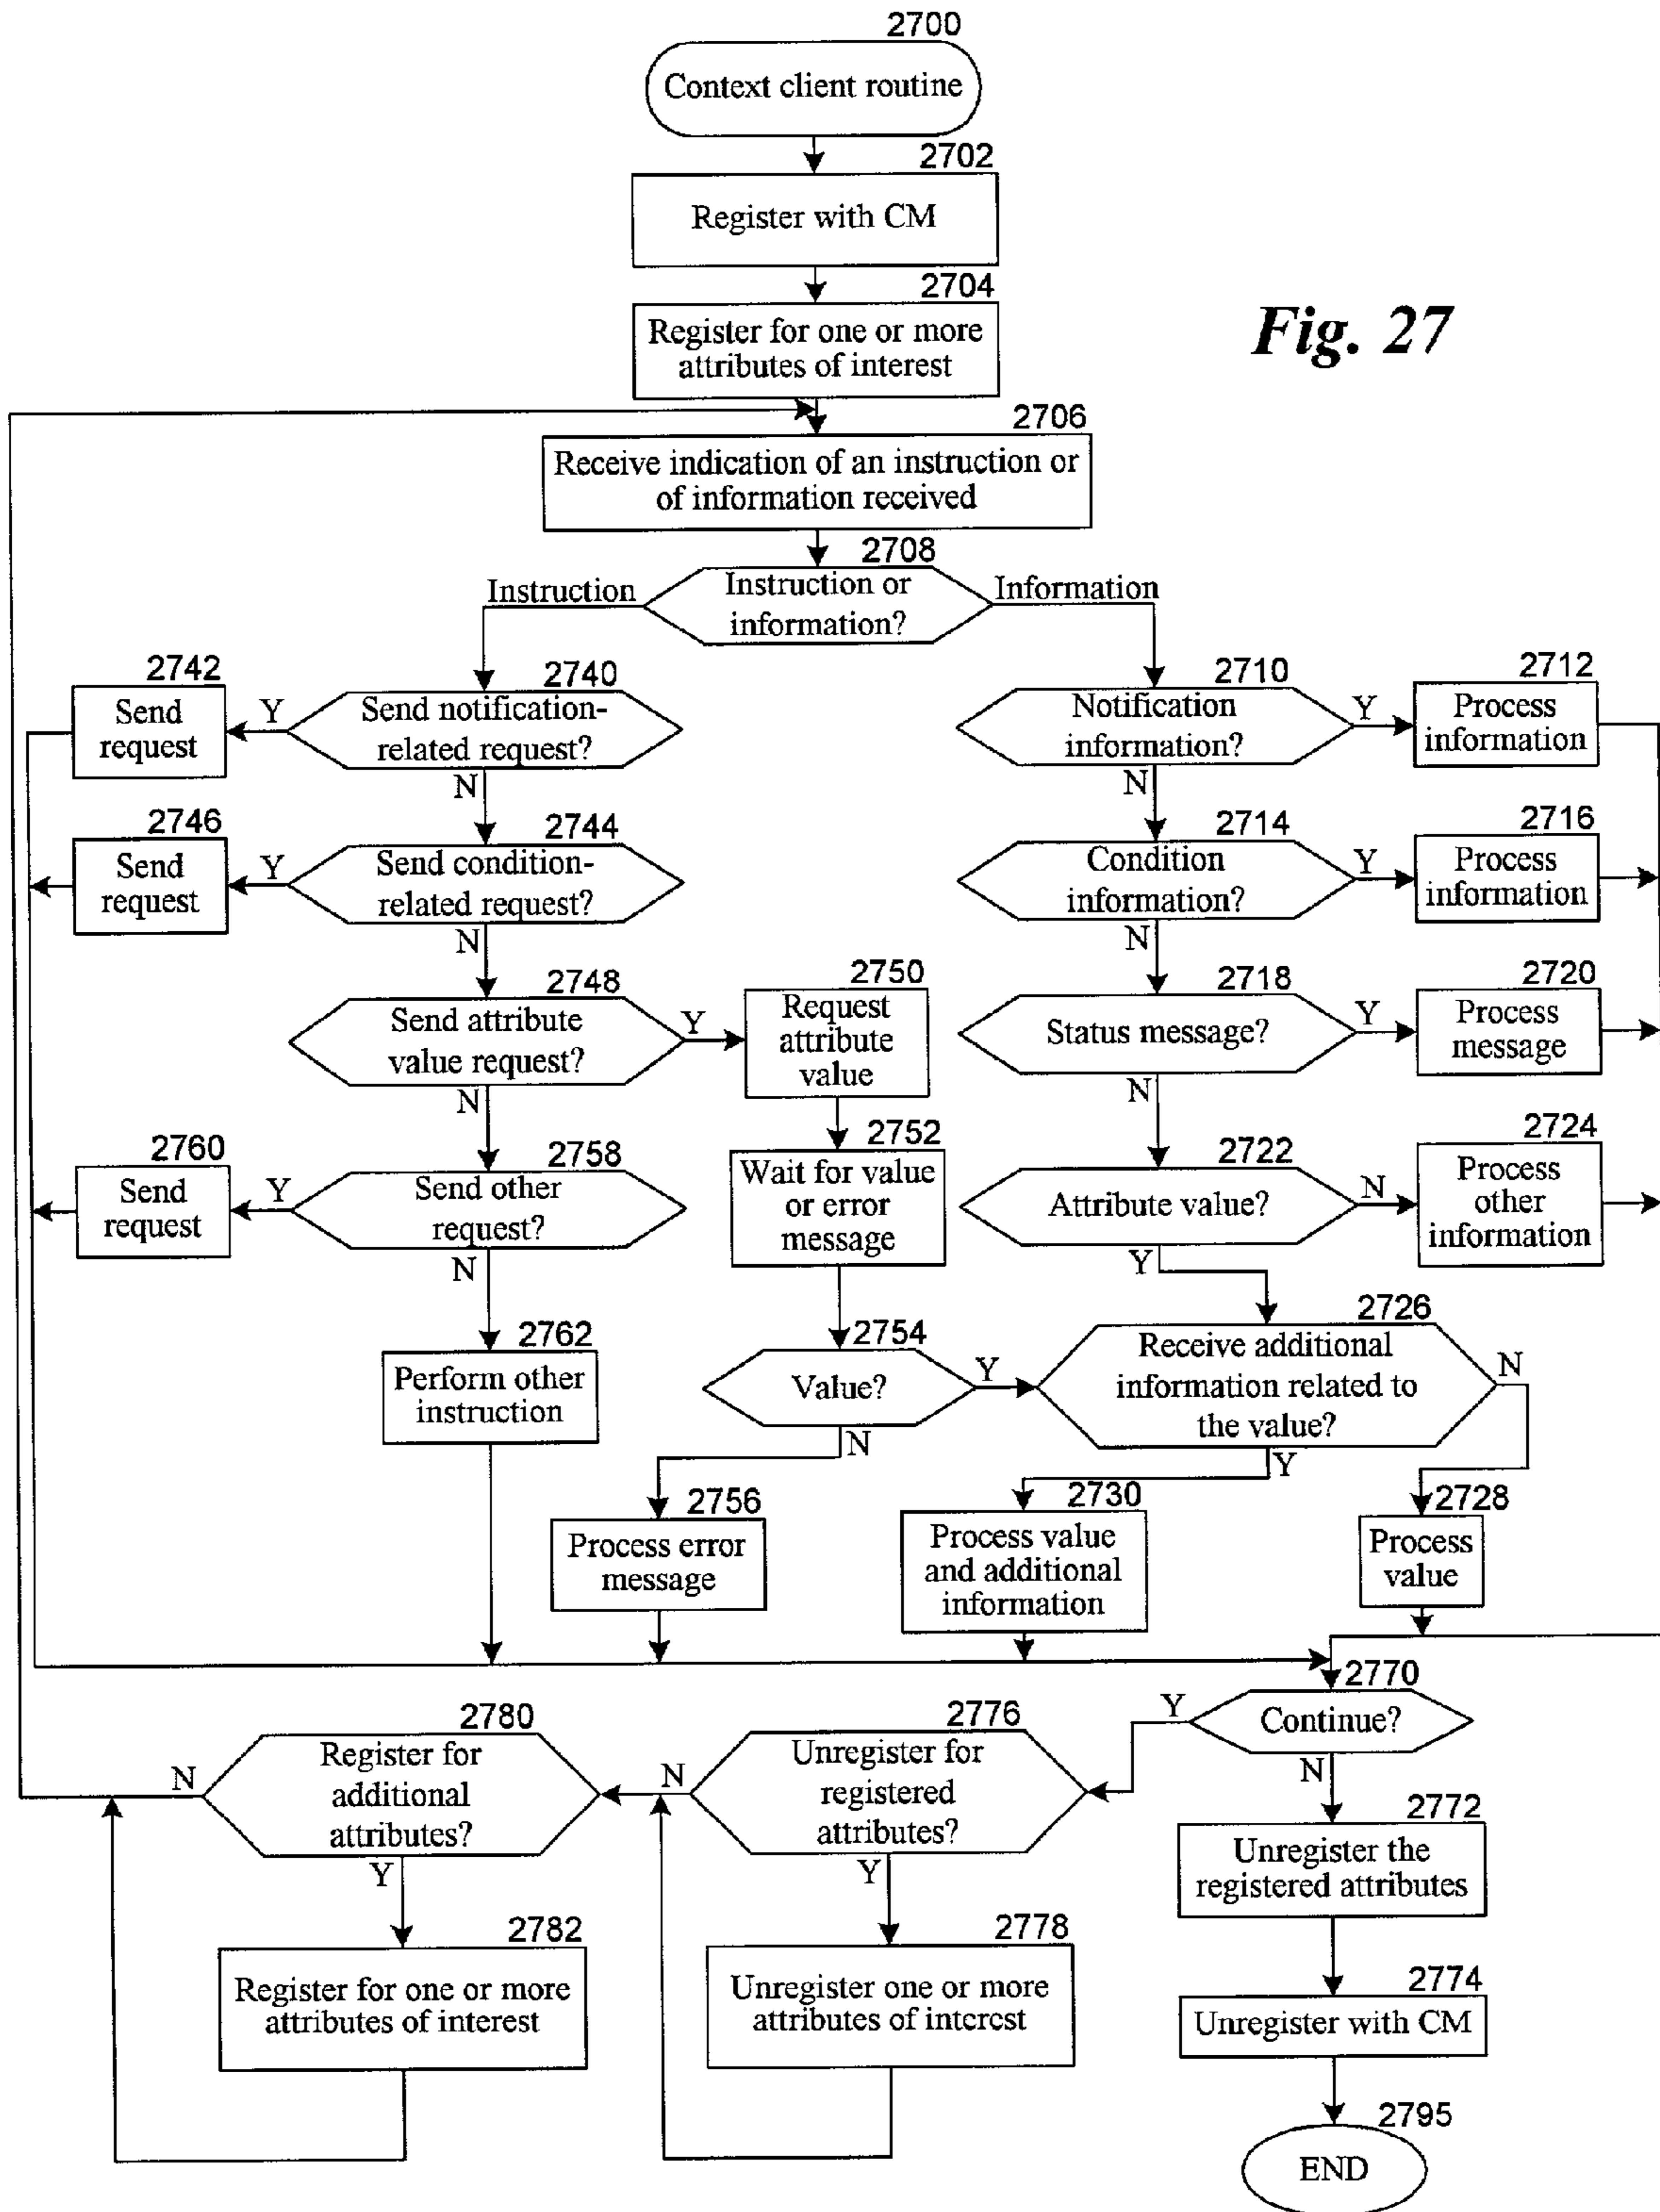 2700
Context client routine
2702
Register with CM
2704
Register for one or more
attributes of interest
Fig. 27
2706
Receive indication of an instruction or
of information received
2708
Instruction
Instruction or
information?
Information
2742
Send
request
Y
2740
Send notification-
related request?
N
2710
Notification
information?
Y
N
2712
Process
information
2746
Send
request
Y
2744
Send condition-
related request?
N
2714
Condition
information?
Y
N
2716
Process
information
2748
Send attribute
value request?
Y
N
2750
Request
attribute
value
2718
Status message?
Y
N
2720
Process
message
2752
Wait for value
or error
message
2760
Send
request
Y
2758
Send other
request?
N
2722
Attribute value?
N
Y
2724
Process
other
information
2762
Perform other
instruction
2754
Value?
Y
N
2726
Receive additional
information related to
the value?
N
Y
2756
Process error
message
2730
Process value
and additional
information
2728
Process
value
2770
Continue?
Y
N
2780
Register for
additional
attributes?
N
Y
2776
Unregister for
registered
attributes?
N
Y
2772
Unregister the
registered attributes
2782
Register for one or more
attributes of interest
2778
Unregister one or more
attributes of interest
2774
Unregister with CM
2795
END